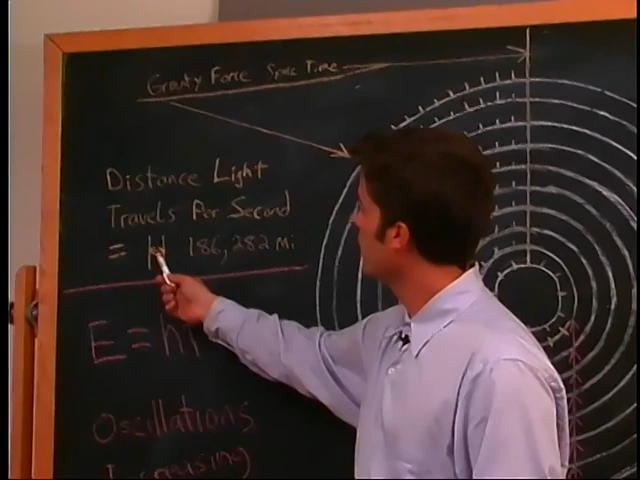 Gravity Force Space Time
Distance Light
Travels Per Second
= H 186,282 Mi
E = hf
Oscillations
Increasing